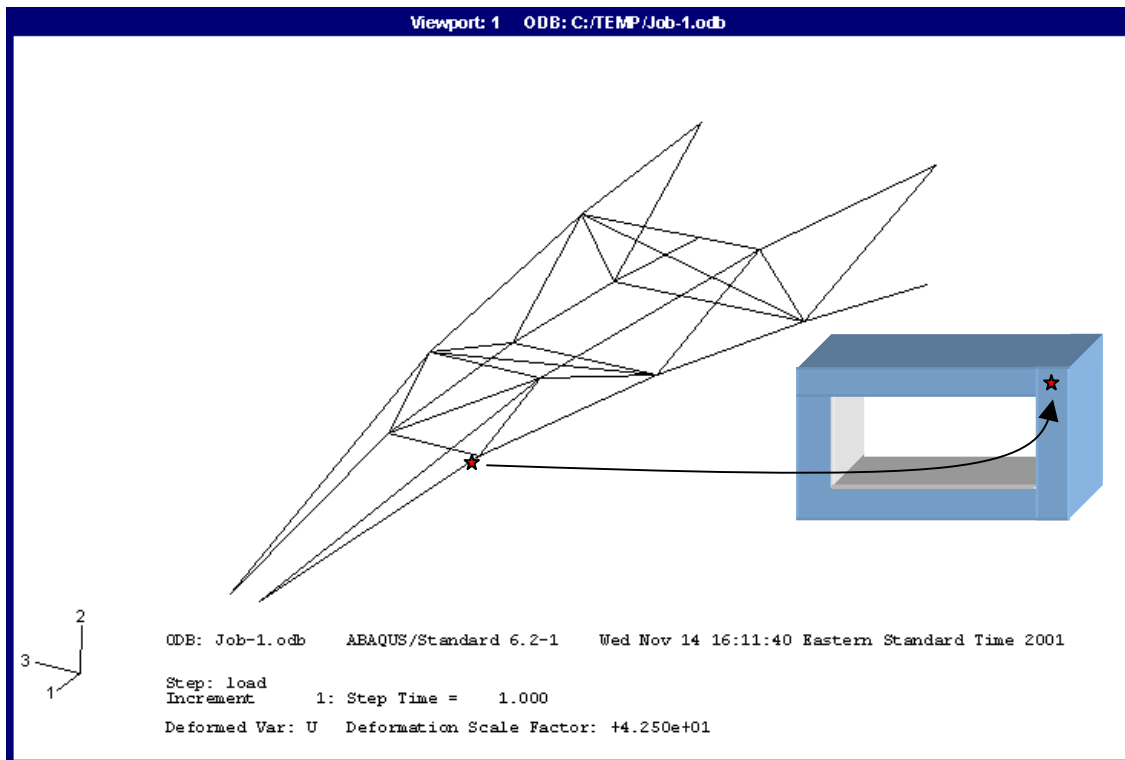 Viewport: 1 ODB: C:/TEMP/Job-1.odb
2
3
1
ODB: Job-1.odb ABAQUS/Standard 6.2-1 Wed Nov 14 16:11:40 Eastern Standard Time 2001
Step: load
Increment 1: Step Time = 1.000
Deformed Var: U Deformation Scale Factor: +4.250e+01